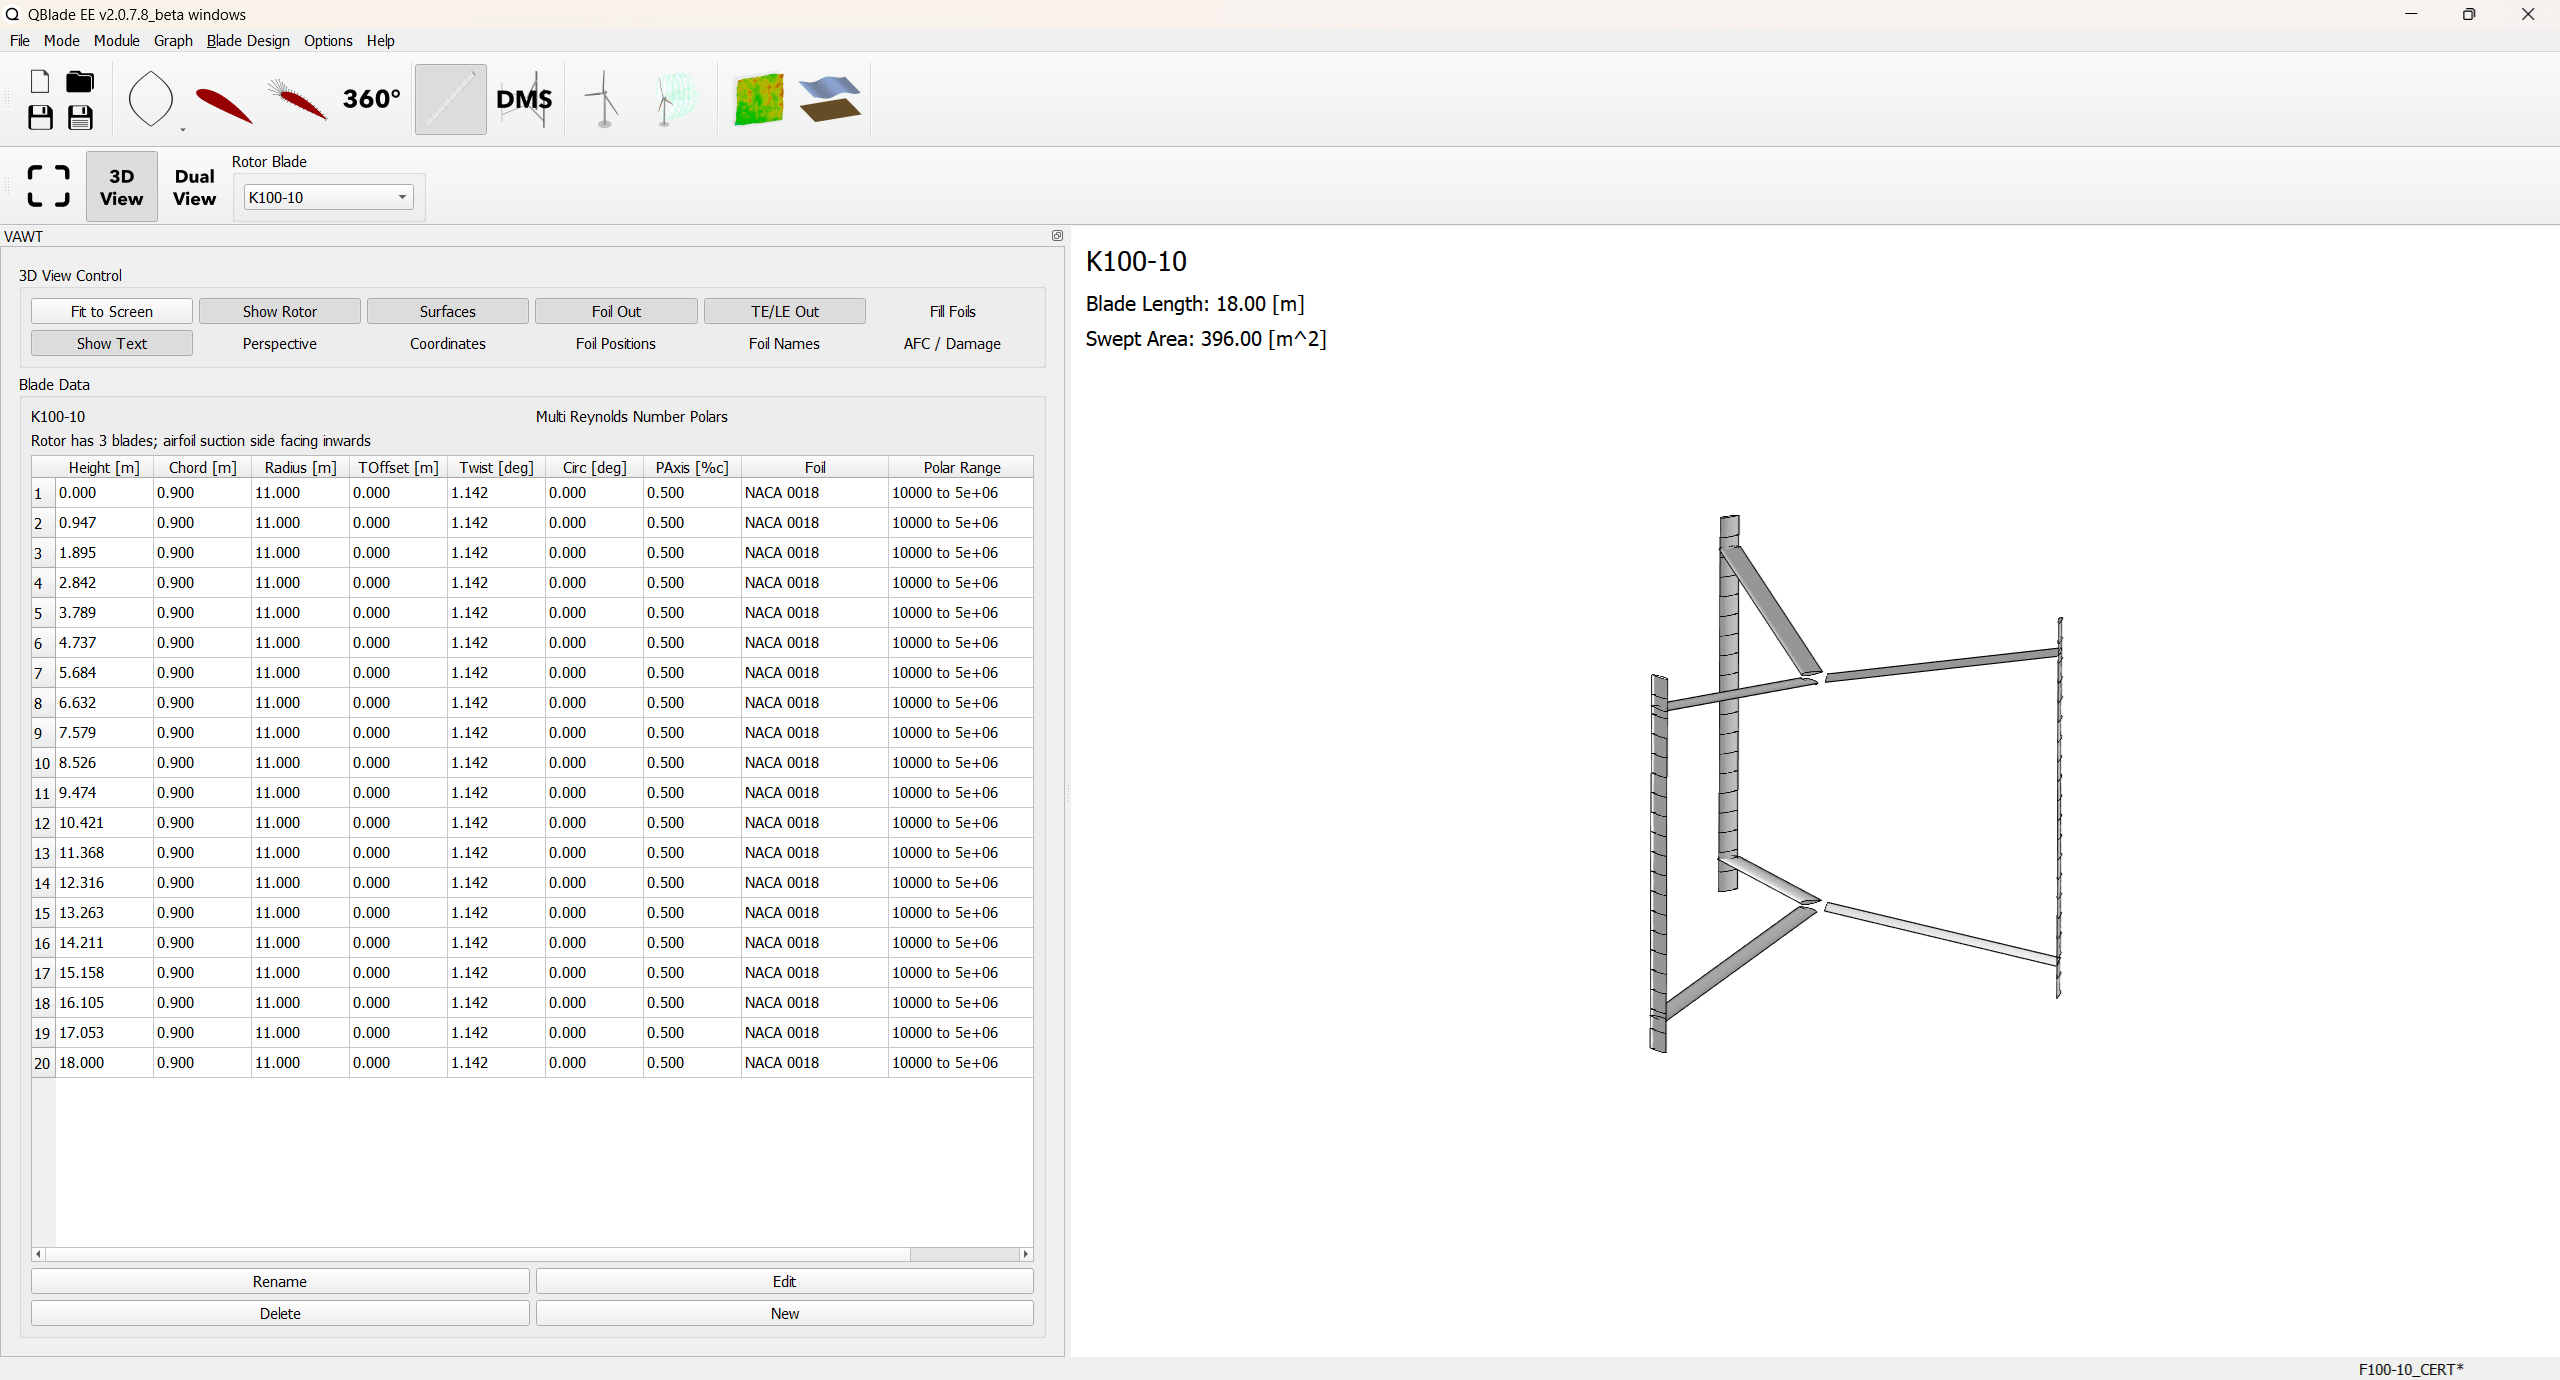 QBlade EE v2.0.7.8_beta windows
File Mode Module Graph Blade Design Options Help
360° DMS
3D View
Dual View
Rotor Blade
K100-10
VAWT
3D View Control
Fit to Screen Show Rotor Surfaces Foil Out TE/LE Out Fill Foils
Show Text Perspective Coordinates Foil Positions Foil Names AFC / Damage
Blade Data
K100-10 Multi Reynolds Number Polars
Rotor has 3 blades; airfoil suction side facing inwards
Height [m] Chord [m] Radius [m] TOffset [m] Twist [deg] Circ [deg] PAxis [%c] Foil Polar Range
1 0.000 0.900 11.000 0.000 1.142 0.000 0.500 NACA 0018 10000 to 5e+06
2 0.947 0.900 11.000 0.000 1.142 0.000 0.500 NACA 0018 10000 to 5e+06
3 1.895 0.900 11.000 0.000 1.142 0.000 0.500 NACA 0018 10000 to 5e+06
4 2.842 0.900 11.000 0.000 1.142 0.000 0.500 NACA 0018 10000 to 5e+06
5 3.789 0.900 11.000 0.000 1.142 0.000 0.500 NACA 0018 10000 to 5e+06
6 4.737 0.900 11.000 0.000 1.142 0.000 0.500 NACA 0018 10000 to 5e+06
7 5.684 0.900 11.000 0.000 1.142 0.000 0.500 NACA 0018 10000 to 5e+06
8 6.632 0.900 11.000 0.000 1.142 0.000 0.500 NACA 0018 10000 to 5e+06
9 7.579 0.900 11.000 0.000 1.142 0.000 0.500 NACA 0018 10000 to 5e+06
10 8.526 0.900 11.000 0.000 1.142 0.000 0.500 NACA 0018 10000 to 5e+06
11 9.474 0.900 11.000 0.000 1.142 0.000 0.500 NACA 0018 10000 to 5e+06
12 10.421 0.900 11.000 0.000 1.142 0.000 0.500 NACA 0018 10000 to 5e+06
13 11.368 0.900 11.000 0.000 1.142 0.000 0.500 NACA 0018 10000 to 5e+06
14 12.316 0.900 11.000 0.000 1.142 0.000 0.500 NACA 0018 10000 to 5e+06
15 13.263 0.900 11.000 0.000 1.142 0.000 0.500 NACA 0018 10000 to 5e+06
16 14.211 0.900 11.000 0.000 1.142 0.000 0.500 NACA 0018 10000 to 5e+06
17 15.158 0.900 11.000 0.000 1.142 0.000 0.500 NACA 0018 10000 to 5e+06
18 16.105 0.900 11.000 0.000 1.142 0.000 0.500 NACA 0018 10000 to 5e+06
19 17.053 0.900 11.000 0.000 1.142 0.000 0.500 NACA 0018 10000 to 5e+06
20 18.000 0.900 11.000 0.000 1.142 0.000 0.500 NACA 0018 10000 to 5e+06
Rename Edit
Delete New
K100-10
Blade Length: 18.00 [m]
Swept Area: 396.00 [m^2]
F100-10_CERT*